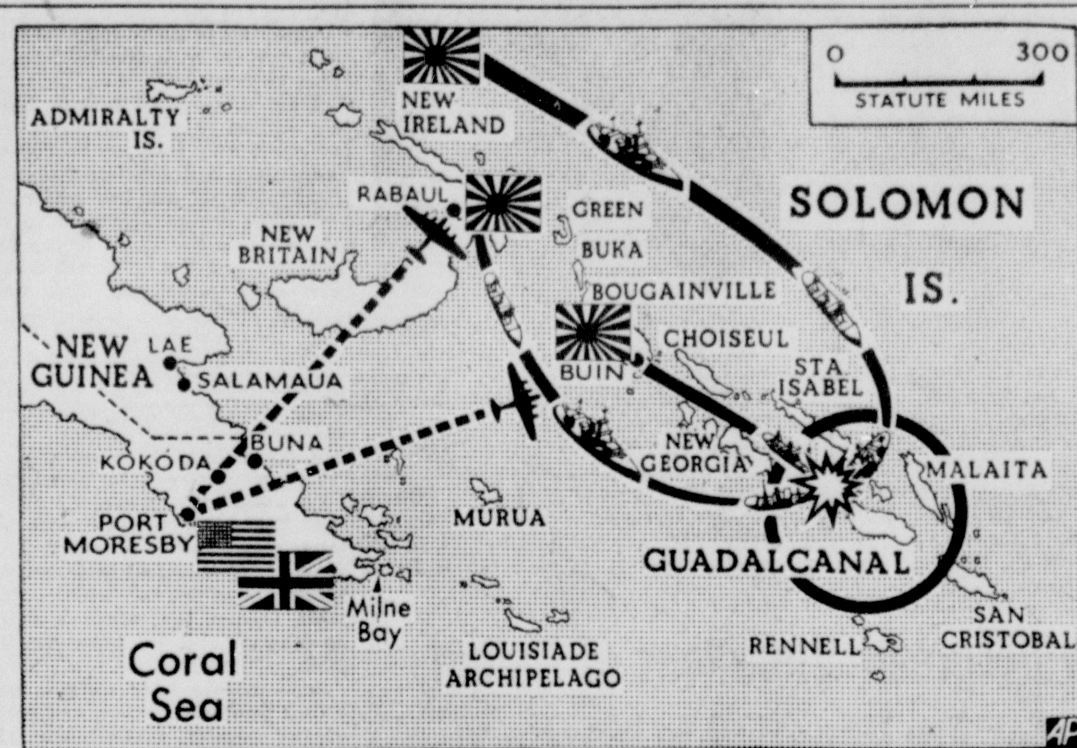 0 300
STATUTE MILES
ADMIRALTY
IS.
NEW
IRELAND
RABAUL
GREEN
SOLOMON
IS.
NEW
BRITAIN
BUKA
BOUGAINVILLE
CHOISEUL
BUIN
STA.
ISABEL
NEW
GUINEA
LAE
SALAMAUA
BUNA
KOKODA
NEW
GEORGIA
MALAITA
PORT
MORESBY
MURUA
GUADALCANAL
Milne
Bay
SAN
CRISTOBAL
RENNELL
LOUISIADE
ARCHIPELAGO
Coral
Sea
AP